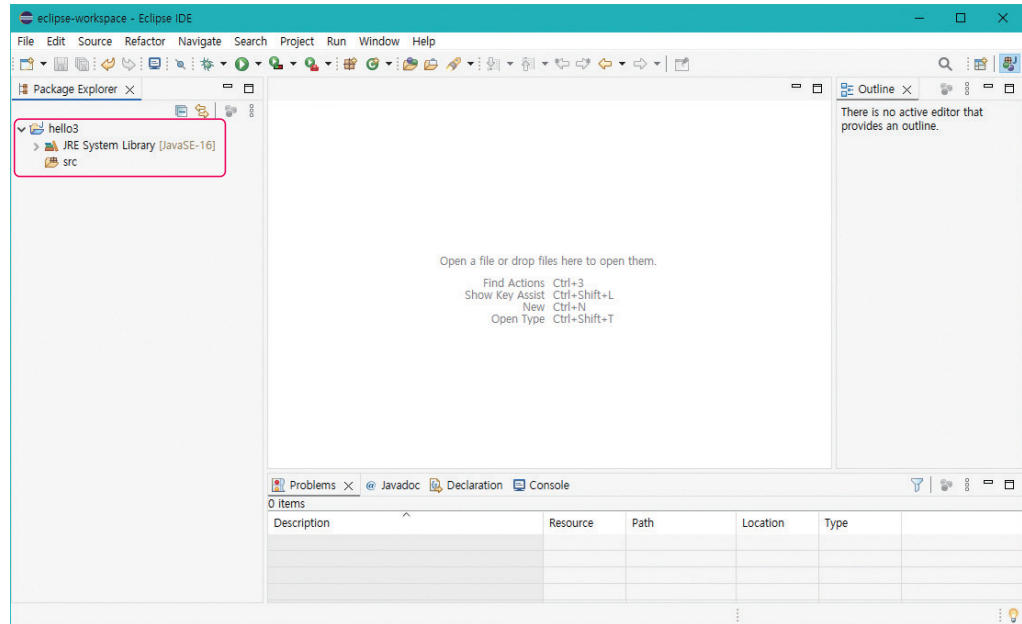 eclipse-workspace - Eclipse IDE
File Edit Source Refactor Navigate Search Project Run Window Help
Package Explorer
hello3
JRE System Library [JavaSE-16]
src
Open a file or drop files here to open them.
Find Actions Ctrl+3
Show Key Assist Ctrl+Shift+L
New Ctrl+N
Open Type Ctrl+Shift+T
Outline
There is no active editor that
provides an outline.
Problems @ Javadoc Declaration Console
0 items
Description Resource Path Location Type